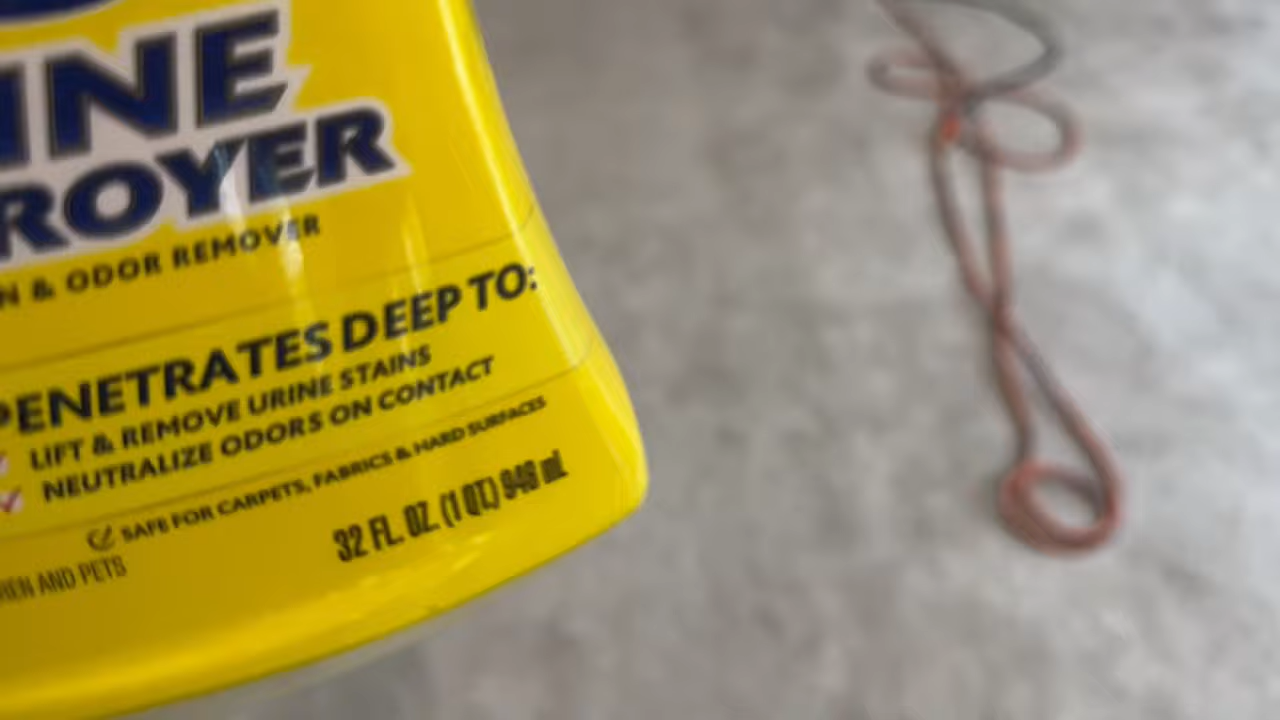 INE
ROYER
N & ODOR REMOVER
PENETRATES DEEP TO:
LIFT & REMOVE URINE STAINS
NEUTRALIZE ODORS ON CONTACT
SAFE FOR CARPETS, FABRICS & HARD SURFACES
32 FL. OZ. (1 QT.) 946 mL
REN AND PETS